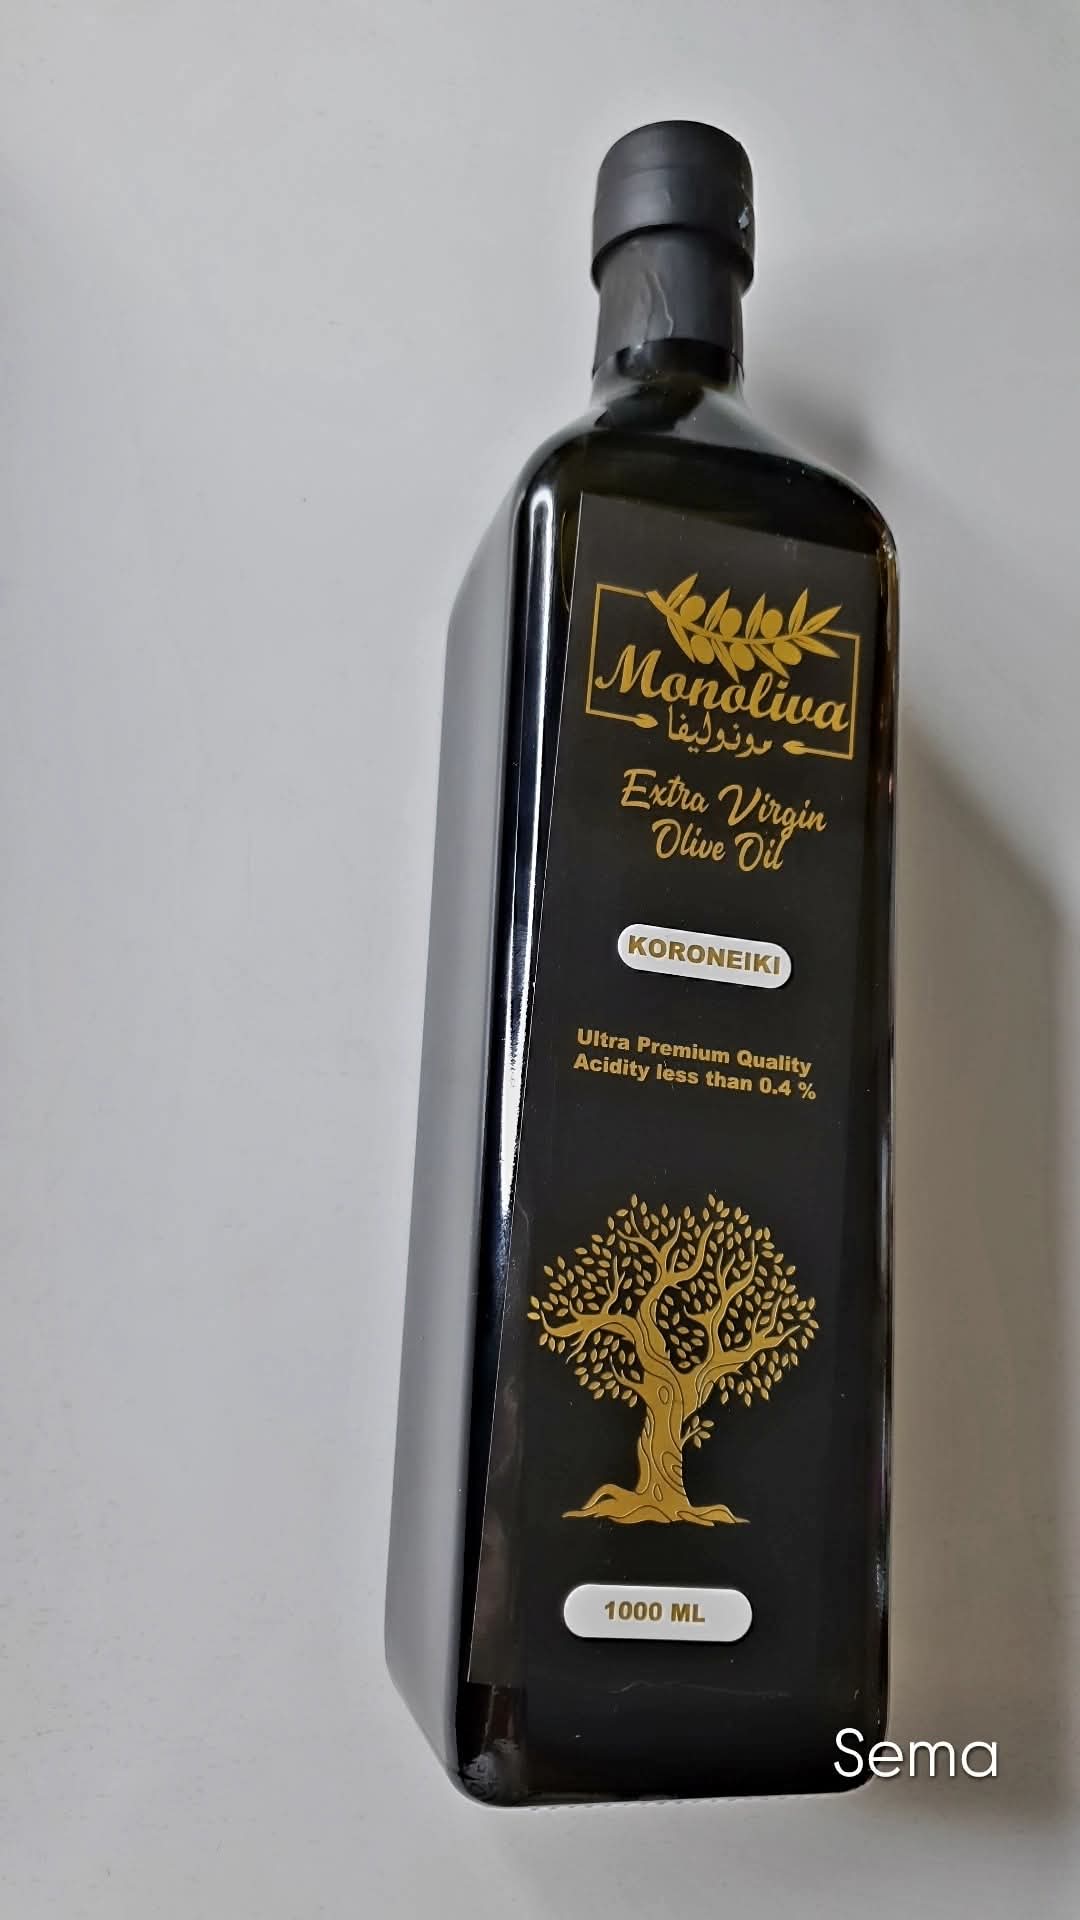 Monoliva
مونوليفا
Extra Virgin
Olive Oil
KORONEIKI
Ultra Premium Quality
Acidity less than 0.4 %
1000 ML
Sema